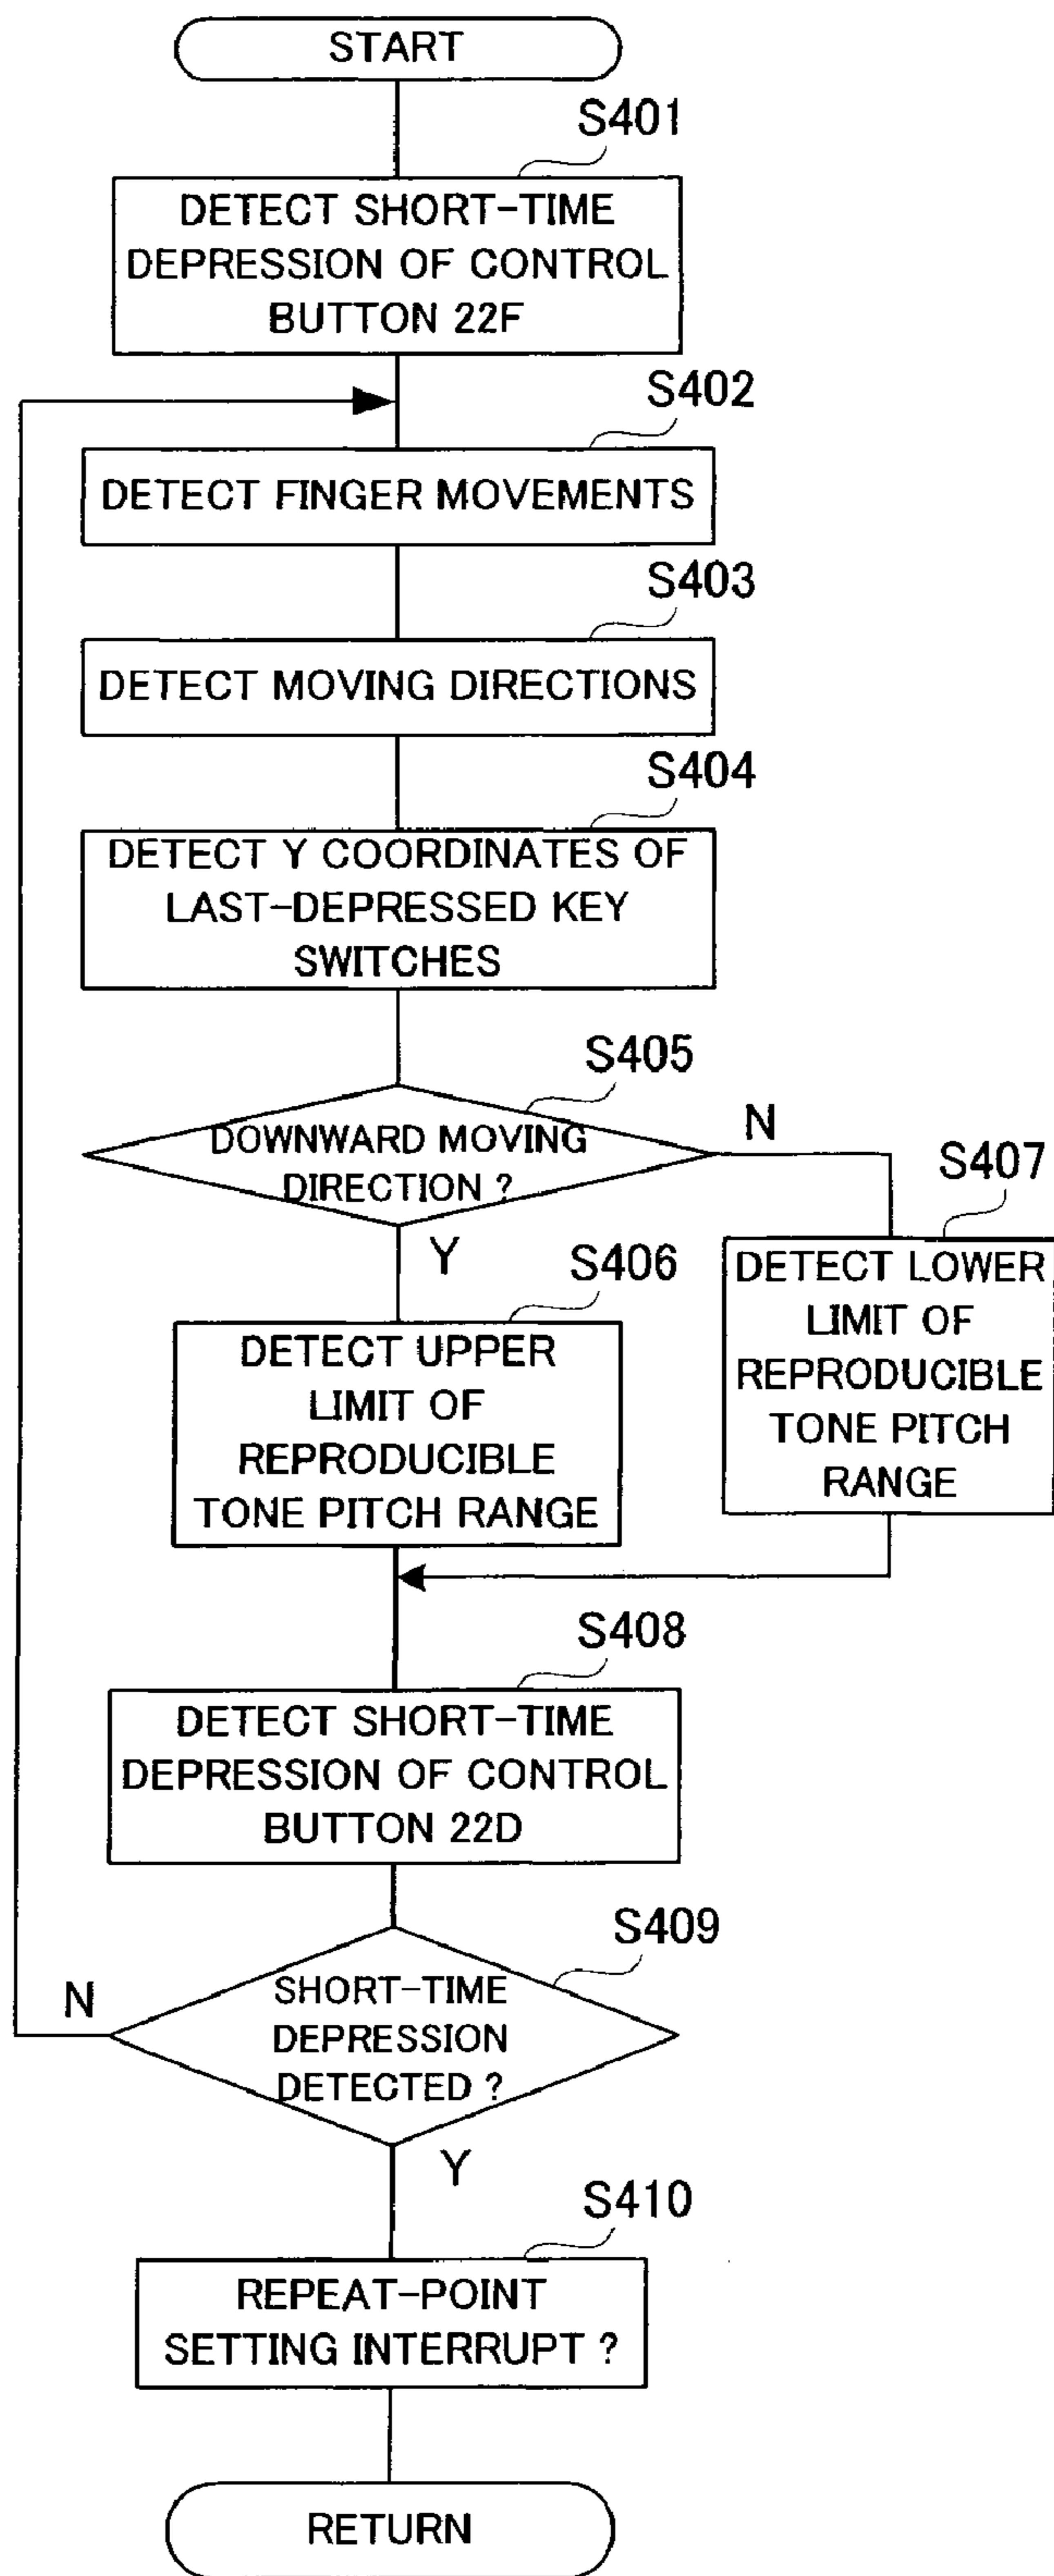 START
S401
DETECT SHORT-TIME
DEPRESSION OF CONTROL
BUTTON 22F
S402
DETECT FINGER MOVEMENTS
S403
DETECT MOVING DIRECTIONS
S404
DETECT Y COORDINATES OF
LAST-DEPRESSED KEY
SWITCHES
S405
DOWNWARD MOVING
DIRECTION ?
N
Y
S407
DETECT LOWER
LIMIT OF
REPRODUCIBLE
TONE PITCH
RANGE
S406
DETECT UPPER
LIMIT OF
REPRODUCIBLE
TONE PITCH RANGE
S408
DETECT SHORT-TIME
DEPRESSION OF CONTROL
BUTTON 22D
S409
SHORT-TIME
DEPRESSION
DETECTED ?
N
Y
S410
REPEAT-POINT
SETTING INTERRUPT ?
RETURN